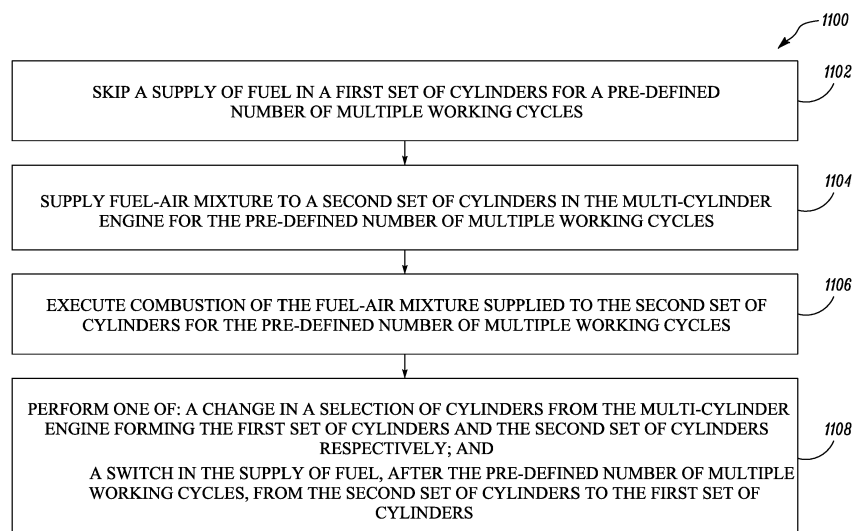 1100
1102
SKIP A SUPPLY OF FUEL IN A FIRST SET OF CYLINDERS FOR A PRE-DEFINED
NUMBER OF MULTIPLE WORKING CYCLES
1104
SUPPLY FUEL-AIR MIXTURE TO A SECOND SET OF CYLINDERS IN THE MULTI-CYLINDER
ENGINE FOR THE PRE-DEFINED NUMBER OF MULTIPLE WORKING CYCLES
1106
EXECUTE COMBUSTION OF THE FUEL-AIR MIXTURE SUPPLIED TO THE SECOND SET OF
CYLINDERS FOR THE PRE-DEFINED NUMBER OF MULTIPLE WORKING CYCLES
1108
PERFORM ONE OF: A CHANGE IN A SELECTION OF CYLINDERS FROM THE MULTI-CYLINDER
ENGINE FORMING THE FIRST SET OF CYLINDERS AND THE SECOND SET OF CYLINDERS
RESPECTIVELY; AND
A SWITCH IN THE SUPPLY OF FUEL, AFTER THE PRE-DEFINED NUMBER OF MULTIPLE
WORKING CYCLES, FROM THE SECOND SET OF CYLINDERS TO THE FIRST SET OF
CYLINDERS